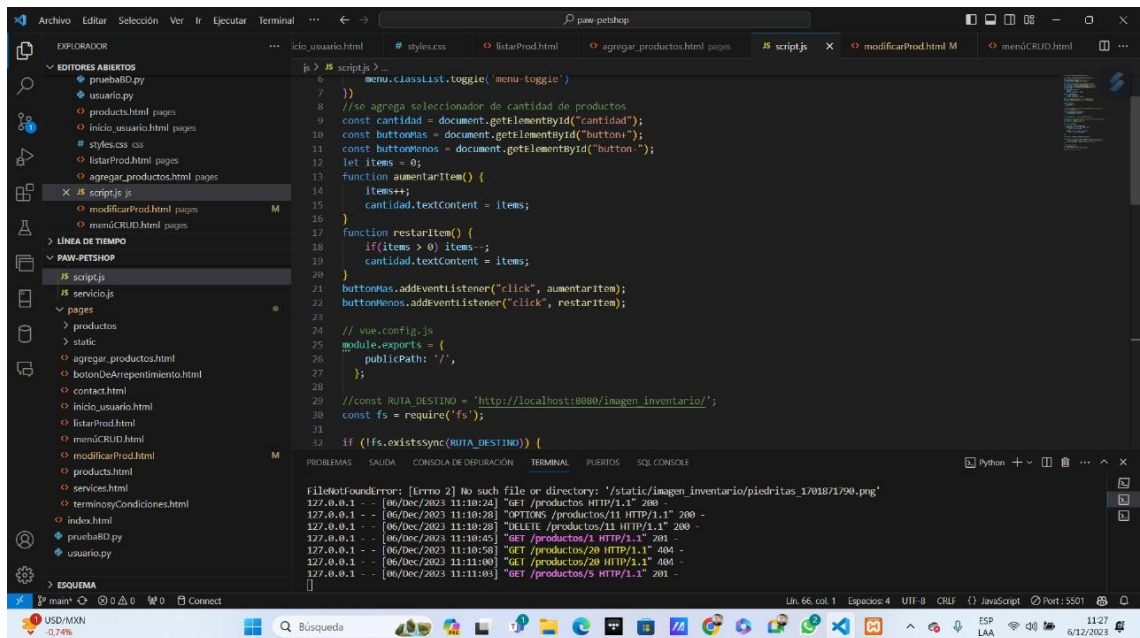 Archivo Editar Selección Ver Ir Ejecutar Terminal ... paw-petshop
EXPLORADOR ...
EDITORES ABIERTOS
pruebaBD.py
usuario.py
products.html pages
inicio_usuario.html pages
# styles.css css
listarProd.html pages
agregar_productos.html pages
JS script.js js
modificarProd.html pages M
menúCRUD.html pages
LÍNEA DE TIEMPO
PAW-PETSHOP
JS script.js
JS servicio.js
pages
productos
static
agregar_productos.html
botonDeArrepentimiento.html
contact.html
inicio_usuario.html
listarProd.html
menúCRUD.html
modificarProd.html M
products.html
services.html
terminosyCondiciones.html
index.html
pruebaBD.py
usuario.py
ESQUEMA
icio_usuario.html # styles.css listarProd.html agregar_productos.html pages JS script.js modificarProd.html M menúCRUD.html
js > JS script.js > ...
6 menu.classList.toggle('menu-toggle')
7 })
8 //se agrega seleccionador de cantidad de productos
9 const cantidad = document.getElementById("cantidad");
10 const buttonMas = document.getElementById("button+");
11 const buttonMenos = document.getElementById("button-");
12 let items = 0;
13 function aumentarItem() {
14 items++;
15 cantidad.textContent = items;
16 }
17 function restarItem() {
18 if(items > 0) items--;
19 cantidad.textContent = items;
20 }
21 buttonMas.addEventListener("click", aumentarItem);
22 buttonMenos.addEventListener("click", restarItem);
23
24 // vue.config.js
25 module.exports = {
26 publicPath: '/',
27 };
28
29 //const RUTA_DESTINO = 'http://localhost:8080/imagen_inventario/';
30 const fs = require('fs');
31
32 if (!fs.existsSync(RUTA_DESTINO)) {
PROBLEMAS SALIDA CONSOLA DE DEPURACIÓN TERMINAL PUERTOS SQL CONSOLE Python
FileNotFoundError: [Errno 2] No such file or directory: '/static/imagen_inventario/piedritas_1701871790.png'
127.0.0.1 - - [06/Dec/2023 11:10:24] "GET /productos HTTP/1.1" 200 -
127.0.0.1 - - [06/Dec/2023 11:10:28] "OPTIONS /productos/11 HTTP/1.1" 200 -
127.0.0.1 - - [06/Dec/2023 11:10:28] "DELETE /productos/11 HTTP/1.1" 200 -
127.0.0.1 - - [06/Dec/2023 11:10:45] "GET /productos/1 HTTP/1.1" 201 -
127.0.0.1 - - [06/Dec/2023 11:10:58] "GET /productos/20 HTTP/1.1" 404 -
127.0.0.1 - - [06/Dec/2023 11:11:00] "GET /productos/20 HTTP/1.1" 404 -
127.0.0.1 - - [06/Dec/2023 11:11:03] "GET /productos/5 HTTP/1.1" 201 -
main* 0 0 0 Connect Lín. 66, col. 1 Espacios: 4 UTF-8 CRLF {} JavaScript Port : 5501
USD/MXN
-0,74%
Búsqueda
ESP
LAA
11:27
6/12/2023